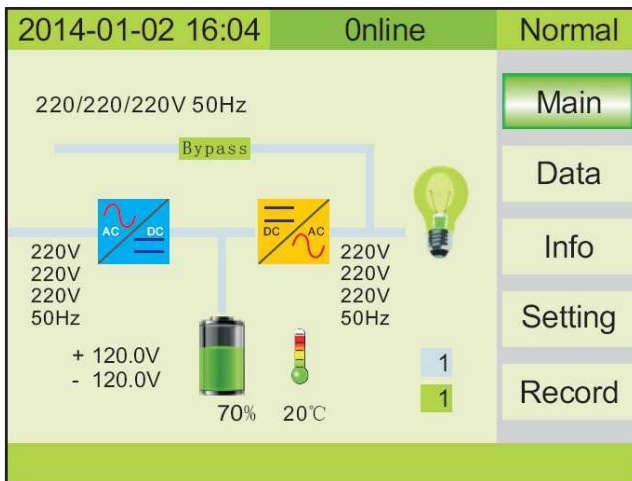 2014-01-02 16:04
0nline
Normal
220/220/220V 50Hz
Bypass
AC
DC
DC
AC
220V
220V
220V
50Hz
220V
220V
220V
50Hz
+ 120.0V
- 120.0V
70%
20℃
1
1
Main
Data
Info
Setting
Record